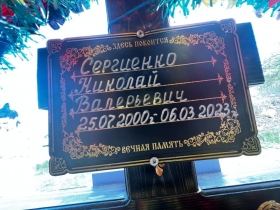 ЗДЕСЬ ПОКОИТСЯ
Сергиенко
Николай
Валерьевич
25.07.2000г. 06.03.2023г.
ВЕЧНАЯ ПАМЯТЬ